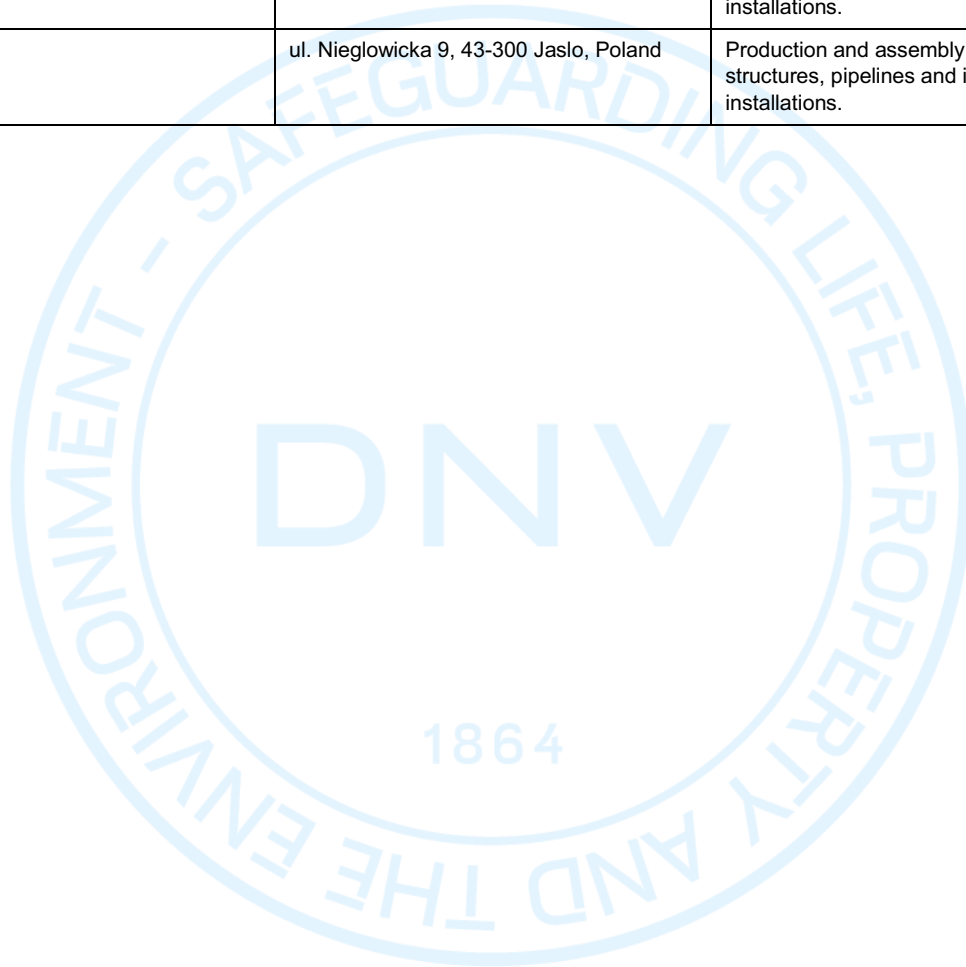 installations.
ul. Nieglowicka 9, 43-300 Jaslo, Poland
Production and assembly
structures, pipelines and
installations.
SAFEGUARDING LIFE, PROPERTY AND THE ENVIRONMENT -
DNV
1864